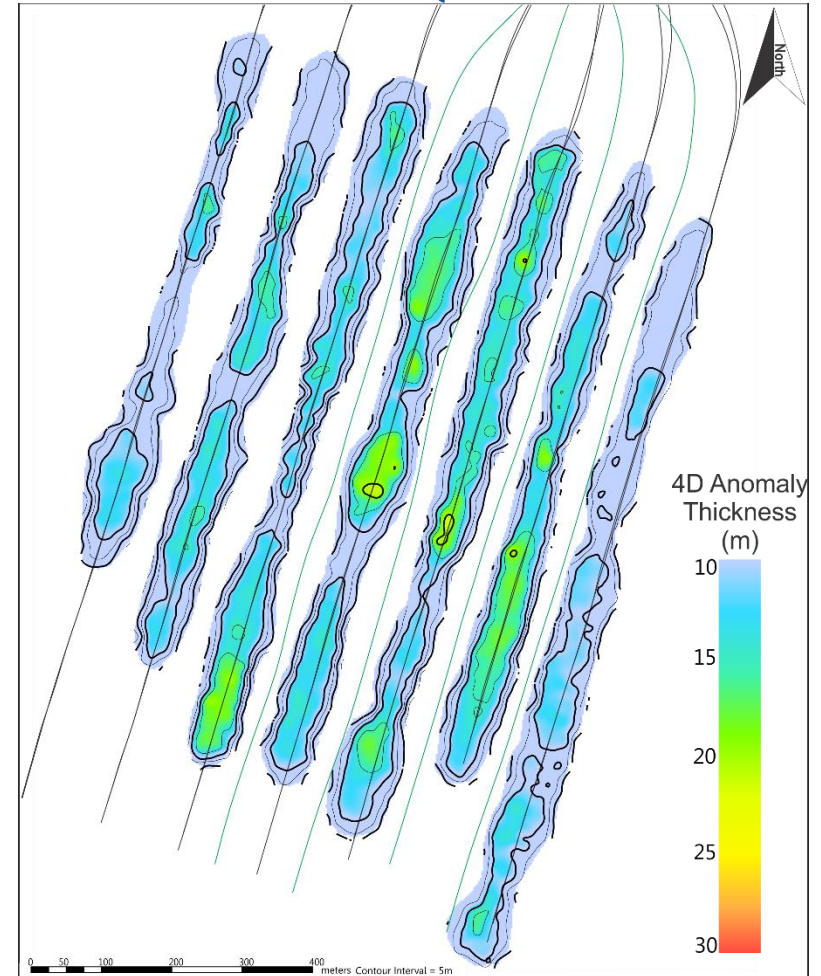 North
4D Anomaly
Thickness
(m)
10
15
20
25
30
0 50 100 200 300 400
meters Contour Interval = 5m